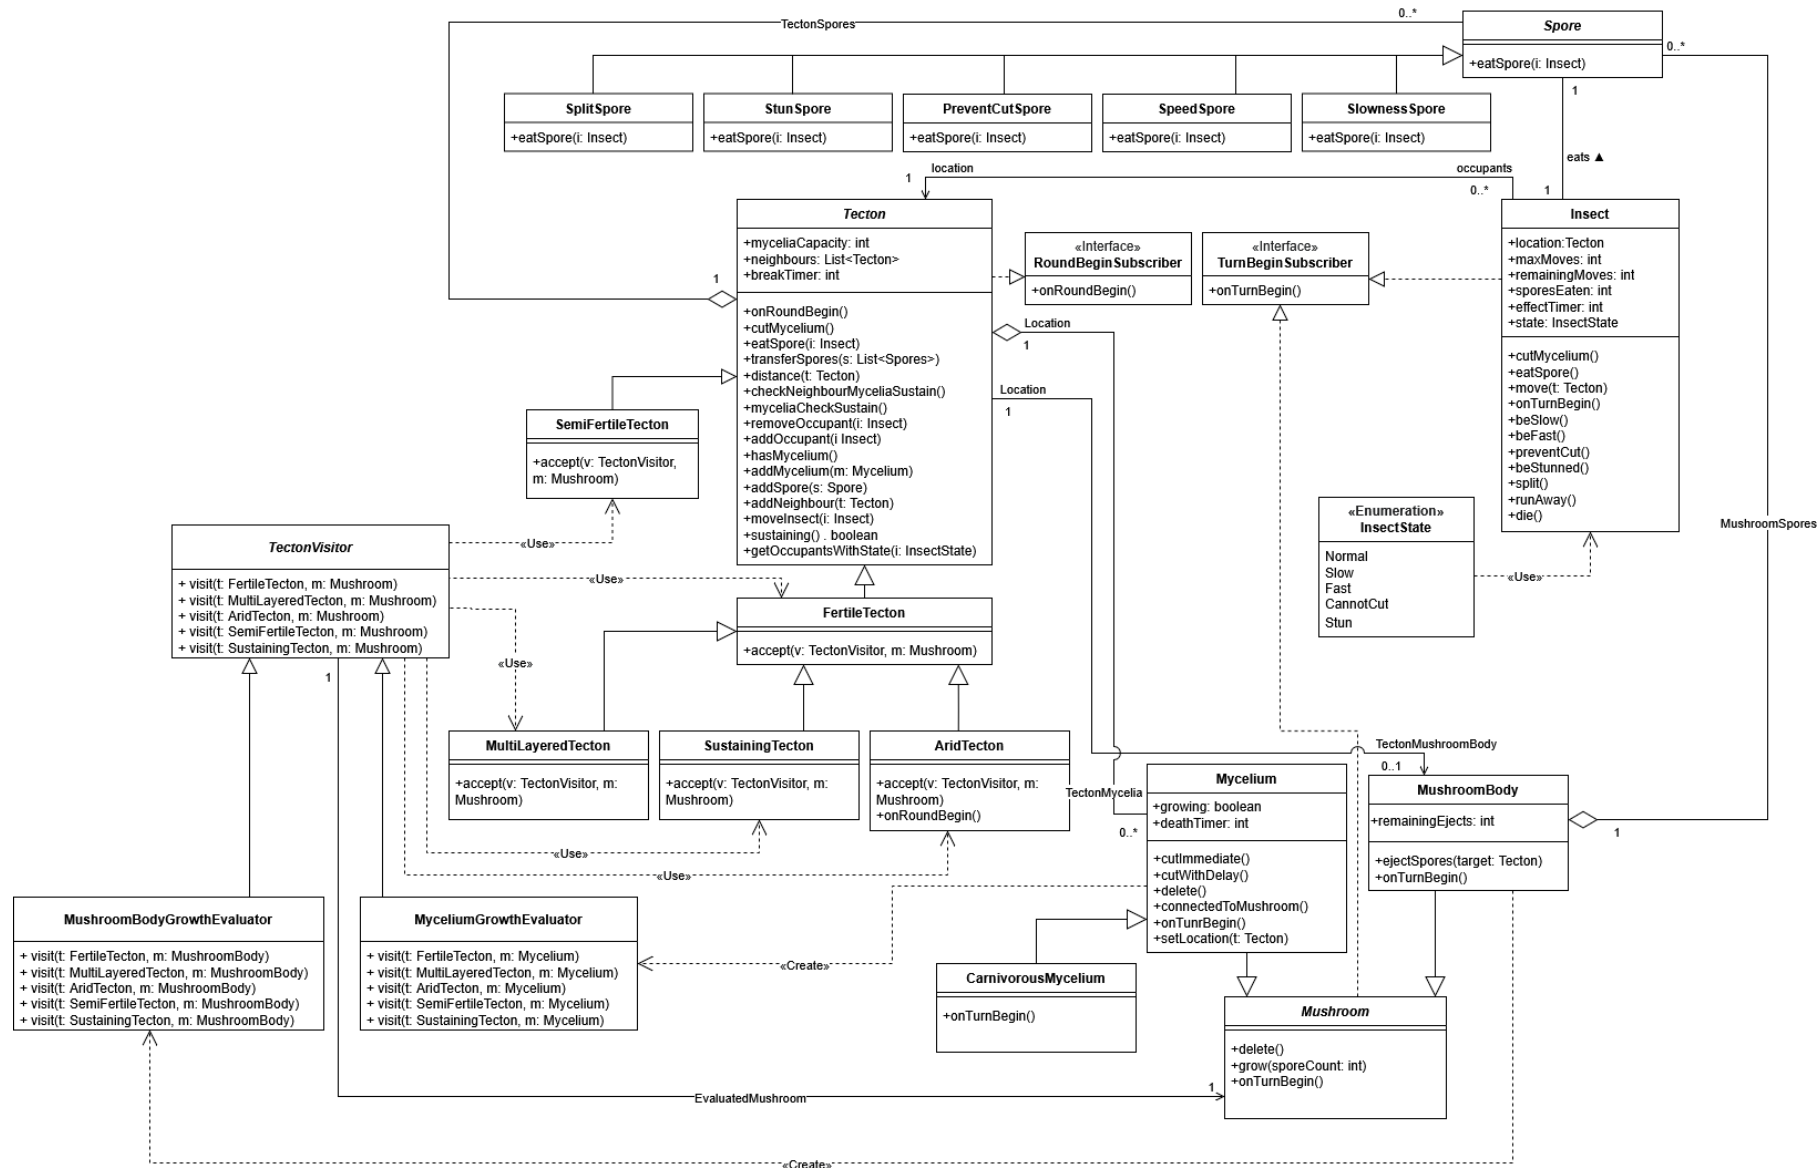 TectonSpores
0..*
Spore
+eatSpore(i: Insect)
0..*
1
SplitSpore
+eatSpore(i: Insect)
StunSpore
+eatSpore(i: Insect)
PreventCutSpore
+eatSpore(i: Insect)
SpeedSpore
+eatSpore(i: Insect)
SlownessSpore
+eatSpore(i: Insect)
eats ▲
1
location
1
occupants
0..*
Tecton
+myceliaCapacity: int
+neighbours: List<Tecton>
+breakTimer: int
+onRoundBegin()
+cutMycelium()
+eatSpore(i: Insect)
+transferSpores(s: List<Spores>)
+distance(t: Tecton)
+checkNeighbourMyceliaSustain()
+myceliaCheckSustain()
+removeOccupant(i: Insect)
+addOccupant(i Insect)
+hasMycelium()
+addMycelium(m: Mycelium)
+addSpore(s: Spore)
+addNeighbour(t: Tecton)
+moveInsect(i: Insect)
+sustaining() . boolean
+getOccupantsWithState(i: InsectState)
1
«Interface»
RoundBeginSubscriber
+onRoundBegin()
«Interface»
TurnBeginSubscriber
+onTurnBegin()
Insect
+location:Tecton
+maxMoves: int
+remainingMoves: int
+sporesEaten: int
+effectTimer: int
+state: InsectState
+cutMycelium()
+eatSpore()
+move(t: Tecton)
+onTurnBegin()
+beSlow()
+beFast()
+preventCut()
+beStunned()
+split()
+runAway()
+die()
Location
1
Location
1
SemiFertileTecton
+accept(v: TectonVisitor,
m: Mushroom)
«Enumeration»
InsectState
Normal
Slow
Fast
CannotCut
Stun
«Use»
MushroomSpores
TectonVisitor
+ visit(t: FertileTecton, m: Mushroom)
+ visit(t: MultiLayeredTecton, m: Mushroom)
+ visit(t: AridTecton, m: Mushroom)
+ visit(t: SemiFertileTecton, m: Mushroom)
+ visit(t: SustainingTecton, m: Mushroom)
«Use»
«Use»
«Use»
1
FertileTecton
+accept(v: TectonVisitor, m: Mushroom)
MultiLayeredTecton
+accept(v: TectonVisitor, m:
Mushroom)
SustainingTecton
+accept(v: TectonVisitor, m:
Mushroom)
AridTecton
+accept(v: TectonVisitor, m:
Mushroom)
+onRoundBegin()
«Use»
«Use»
TectonMycelia
0..*
Mycelium
+growing: boolean
+deathTimer: int
+cutImmediate()
+cutWithDelay()
+delete()
+connectedToMushroom()
+onTunrBegin()
+setLocation(t: Tecton)
TectonMushroomBody
0..1
MushroomBody
+remainingEjects: int
+ejectSpores(target: Tecton)
+onTurnBegin()
1
MushroomBodyGrowthEvaluator
+ visit(t: FertileTecton, m: MushroomBody)
+ visit(t: MultiLayeredTecton, m: MushroomBody)
+ visit(t: AridTecton, m: MushroomBody)
+ visit(t: SemiFertileTecton, m: MushroomBody)
+ visit(t: SustainingTecton, m: MushroomBody)
MyceliumGrowthEvaluator
+ visit(t: FertileTecton, m: Mycelium)
+ visit(t: MultiLayeredTecton, m: Mycelium)
+ visit(t: AridTecton, m: Mycelium)
+ visit(t: SemiFertileTecton, m: Mycelium)
+ visit(t: SustainingTecton, m: Mycelium)
«Create»
CarnivorousMycelium
+onTurnBegin()
Mushroom
+delete()
+grow(sporeCount: int)
+onTurnBegin()
1
EvaluatedMushroom
«Create»